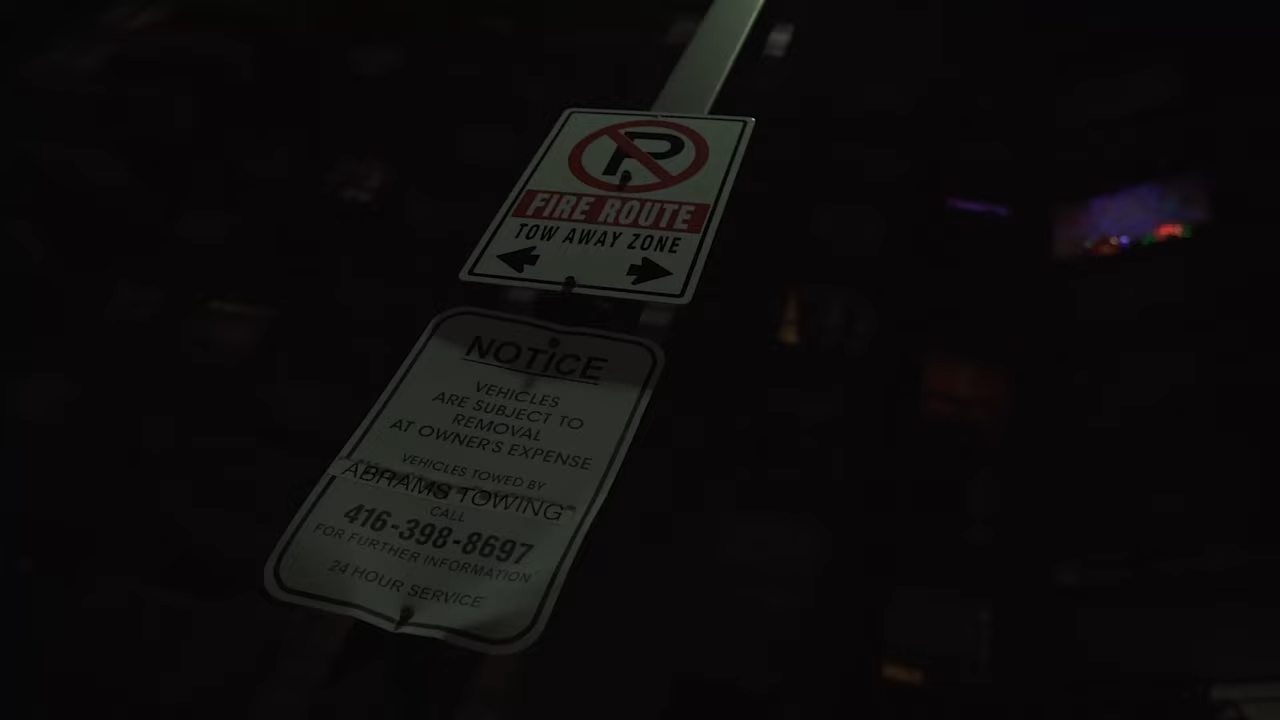 P
FIRE ROUTE
TOW AWAY ZONE
NOTiCE
VEHICLES
ARE SUBJECT TO
REMOVAL
AT OWNER'S EXPENSE
VEHICLES TOWED BY
ABRAMS TOWING
CALL
416-398-8697
FOR FURTHER INFORMATION
24 HOUR SERVICE